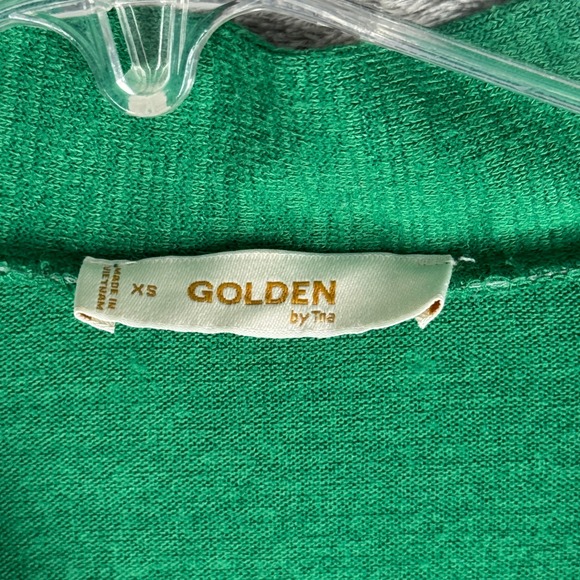 MADE IN
VIETNAM
XS
GOLDEN
by Tna